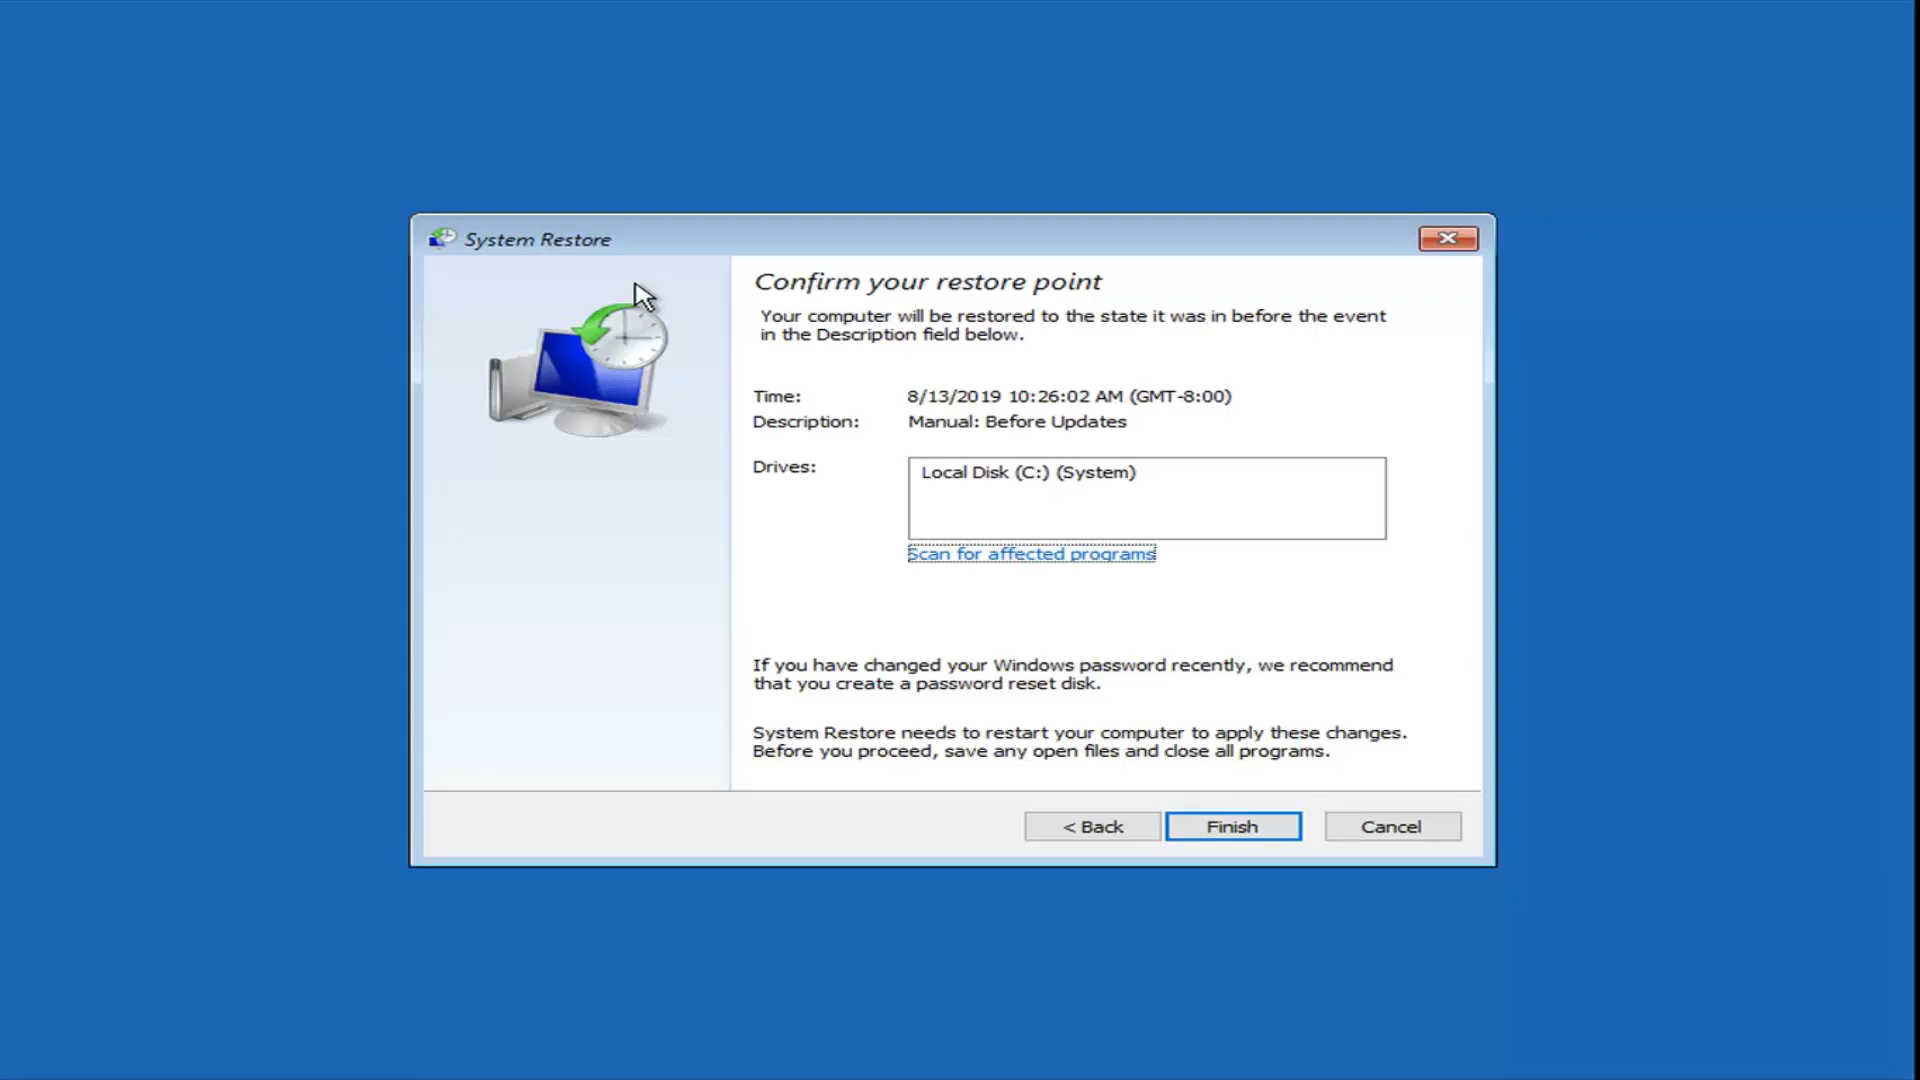 System Restore
Confirm your restore point
Your computer will be restored to the state it was in before the event
in the Description field below.
Time: 8/13/2019 10:26:02 AM (GMT-8:00)
Description: Manual: Before Updates
Drives: Local Disk (C:) (System)
Scan for affected programs
If you have changed your Windows password recently, we recommend
that you create a password reset disk.
System Restore needs to restart your computer to apply these changes.
Before you proceed, save any open files and close all programs.
< Back Finish Cancel